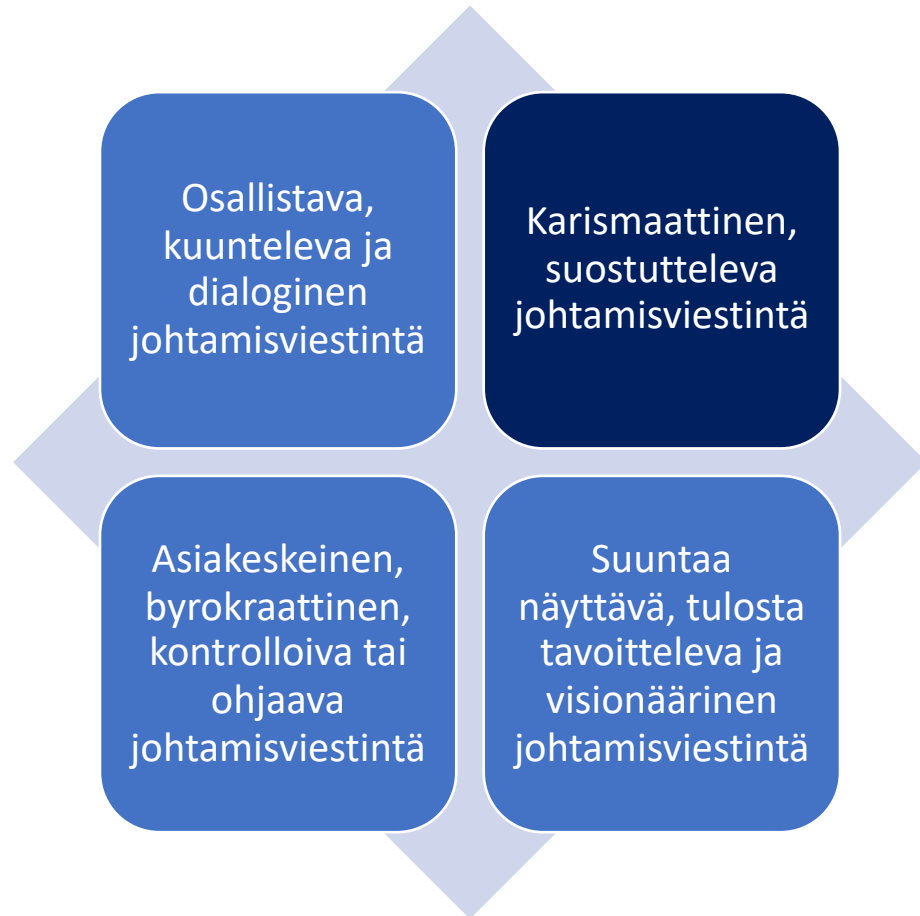 Osallistava,
kuunteleva ja
dialoginen
johtamisviestintä
Karismaattinen,
suostutteleva
johtamisviestintä
Asiakeskeinen,
byrokraattinen,
kontrolloiva tai
ohjaava
johtamisviestintä
Suuntaa
näyttävä, tulosta
tavoitteleva ja
visionäärinen
johtamisviestintä